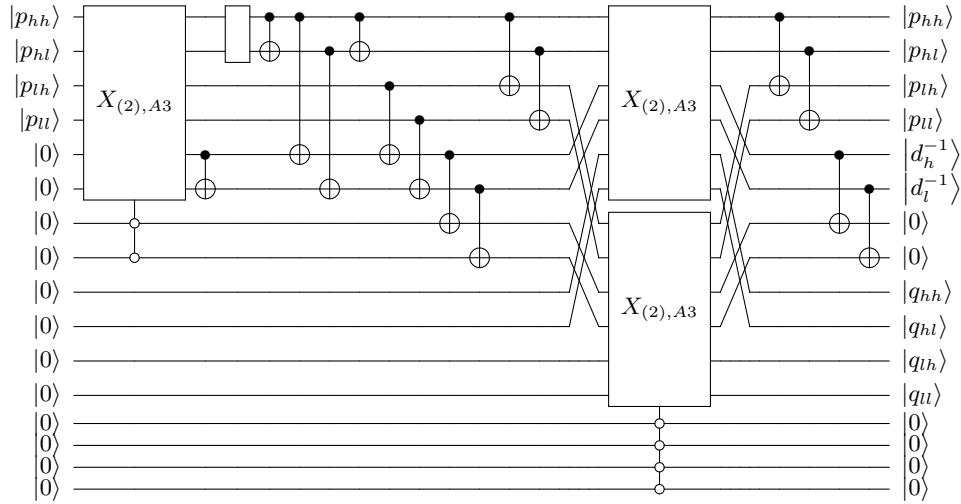 |p_{hh}⟩ |p_{hh}⟩
|p_{hl}⟩ |p_{hl}⟩
|p_{lh}⟩ X_{(2),A3} X_{(2),A3} |p_{lh}⟩
|p_{ll}⟩ |p_{ll}⟩
|0⟩ |d_h^{-1}⟩
|0⟩ |d_l^{-1}⟩
|0⟩ |0⟩
|0⟩ |0⟩
|0⟩ X_{(2),A3} |q_{hh}⟩
|0⟩ |q_{hl}⟩
|0⟩ |q_{lh}⟩
|0⟩ |q_{ll}⟩
|0⟩ |0⟩
|0⟩ |0⟩
|0⟩ |0⟩
|0⟩ |0⟩